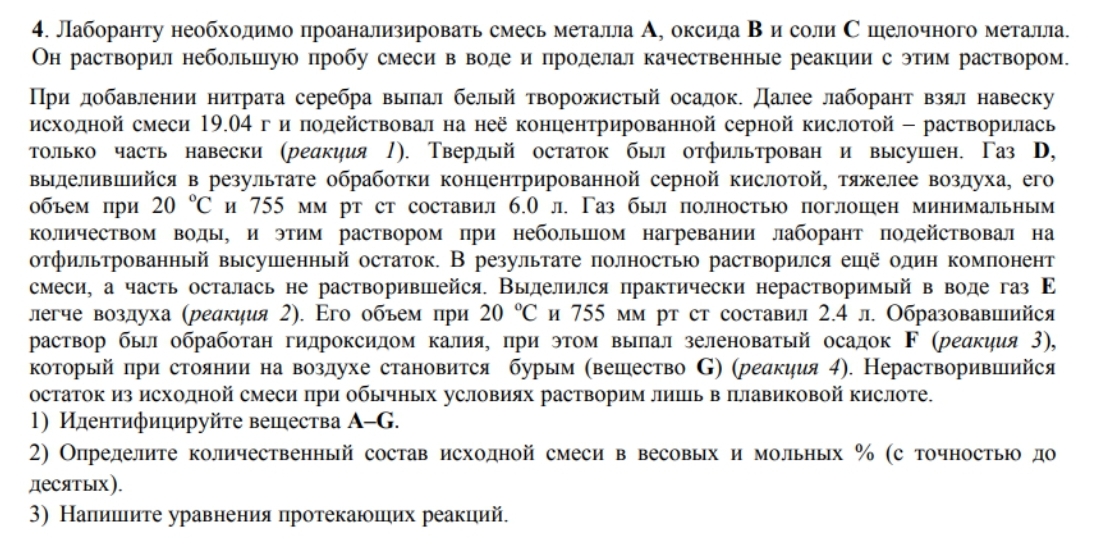 4. Лаборанту необходимо проанализировать смесь металла A, оксида B и соли C щелочного металла.
Он растворил небольшую пробу смеси в воде и проделал качественные реакции с этим раствором.
При добавлении нитрата серебра выпал белый творожистый осадок. Далее лаборант взял навеску
исходной смеси 19.04 г и подействовал на неё концентрированной серной кислотой – растворилась
только часть навески (реакция 1). Твердый остаток был отфильтрован и высушен. Газ D,
выделившийся в результате обработки концентрированной серной кислотой, тяжелее воздуха, его
объем при 20 °C и 755 мм рт ст составил 6.0 л. Газ был полностью поглощен минимальным
количеством воды, и этим раствором при небольшом нагревании лаборант подействовал на
отфильтрованный высушенный остаток. В результате полностью растворился ещё один компонент
смеси, а часть осталась не растворившейся. Выделился практически нерастворимый в воде газ E
легче воздуха (реакция 2). Его объем при 20 °C и 755 мм рт ст составил 2.4 л. Образовавшийся
раствор был обработан гидроксидом калия, при этом выпал зеленоватый осадок F (реакция 3),
который при стоянии на воздухе становится бурым (вещество G) (реакция 4). Нерастворившийся
остаток из исходной смеси при обычных условиях растворим лишь в плавиковой кислоте.
1) Идентифицируйте вещества A–G.
2) Определите количественный состав исходной смеси в весовых и мольных % (с точностью до
десятых).
3) Напишите уравнения протекающих реакций.